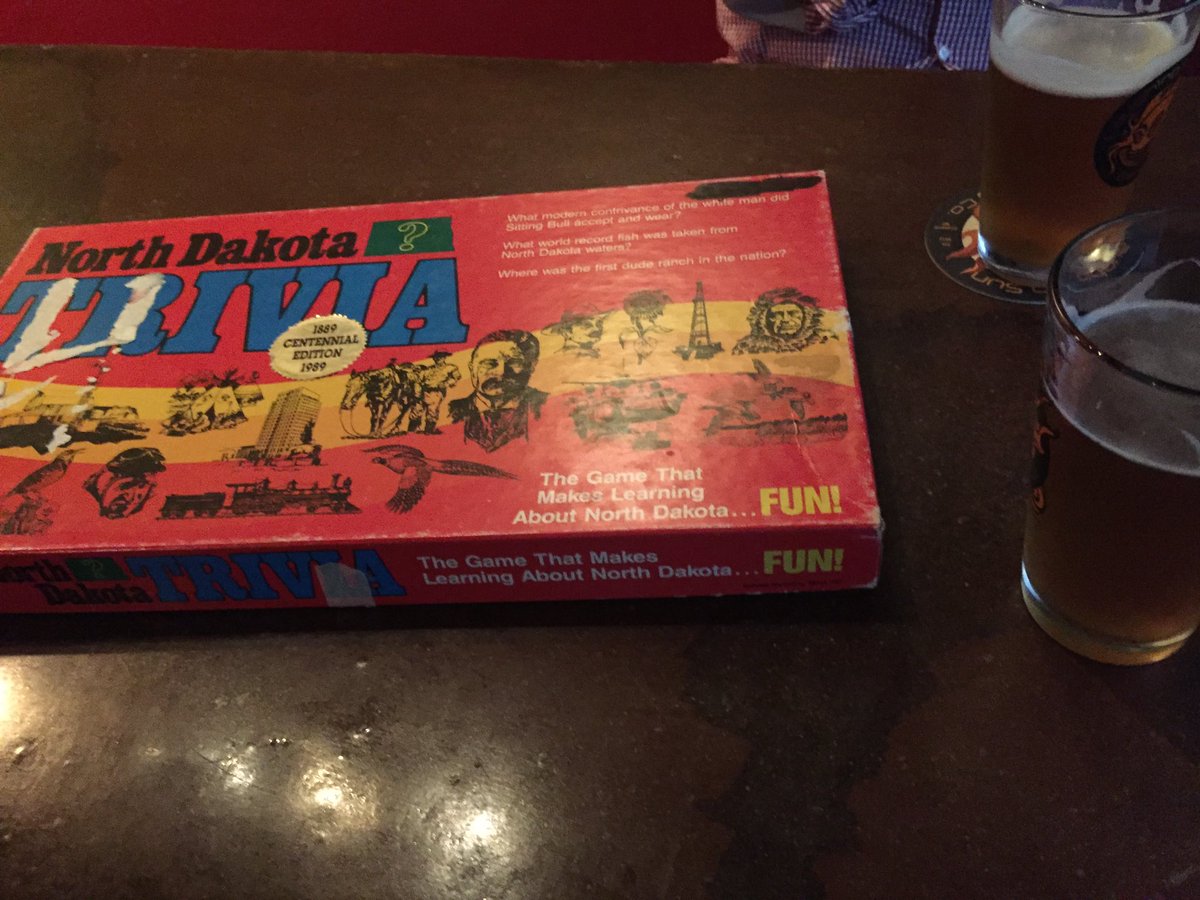 North Dakota ?
TRIVIA
1889
CENTENNIAL
EDITION
1989
What modern contrivance of the white man did
Sitting Bull accept and wear?
What world record fish was taken from
North Dakota waters?
Where was the first dude ranch in the nation?
The Game That
Makes Learning
About North Dakota... FUN!
North ?
Dakota TRIVIA
The Game That Makes
Learning About North Dakota... FUN!